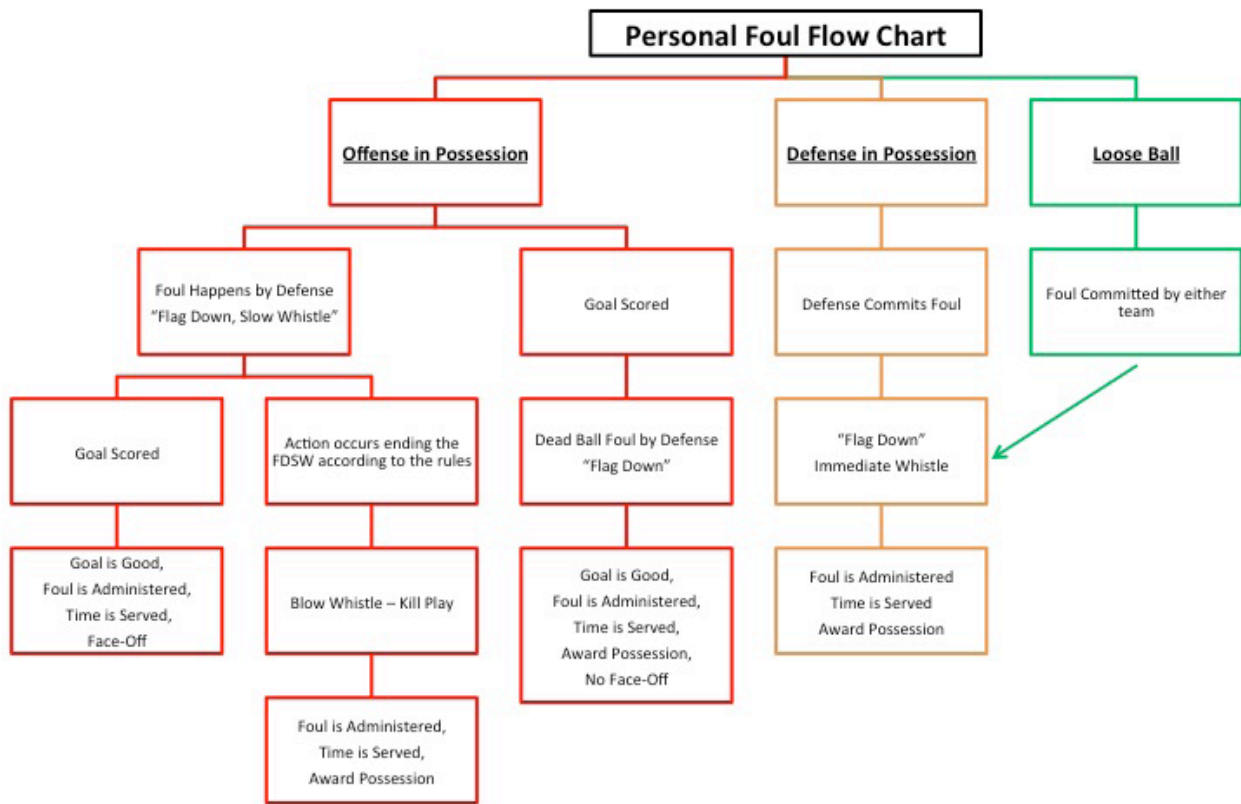 Personal Foul Flow Chart
Offense in Possession
Defense in Possession
Loose Ball
Foul Happens by Defense
“Flag Down, Slow Whistle”
Goal Scored
Defense Commits Foul
Foul Committed by either
team
Goal Scored
Action occurs ending the
FDSW according to the rules
Dead Ball Foul by Defense
“Flag Down”
“Flag Down”
Immediate Whistle
Goal is Good,
Foul is Administered,
Time is Served,
Face-Off
Blow Whistle – Kill Play
Goal is Good,
Foul is Administered,
Time is Served,
Award Possession,
No Face-Off
Foul is Administered
Time is Served
Award Possession
Foul is Administered,
Time is Served,
Award Possession